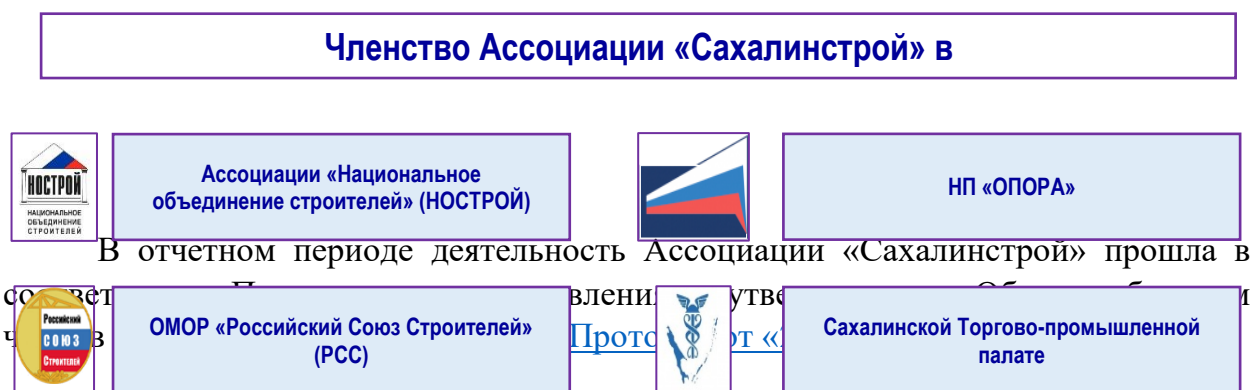 Членство Ассоциации «Сахалинстрой» в
НОСТРОЙ
НАЦИОНАЛЬНОЕ
ОБЪЕДИНЕНИЕ
СТРОИТЕЛЕЙ
Ассоциации «Национальное
объединение строителей» (НОСТРОЙ)
НП «ОПОРА»
В отчетном периоде деятельность Ассоциации «Сахалинстрой» прошла в
Российский
СОЮЗ
Строителей
ОМОР «Российский Союз Строителей»
(РСС)
Сахалинской Торгово-промышленной
палате